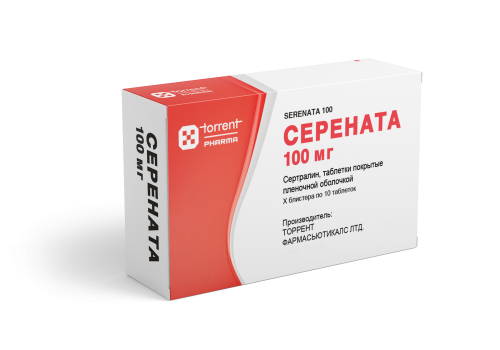 СЕРЕНАТА
100 мг
torrent
PHARMA
SERENATA 100
СЕРЕНАТА
100 мг
Сертралин, таблетки покрытые
пленочной оболочкой
X блистера по 10 таблеток
Производитель:
ТОРРЕНТ
ФАРМАСЬЮТИКАЛС ЛТД.